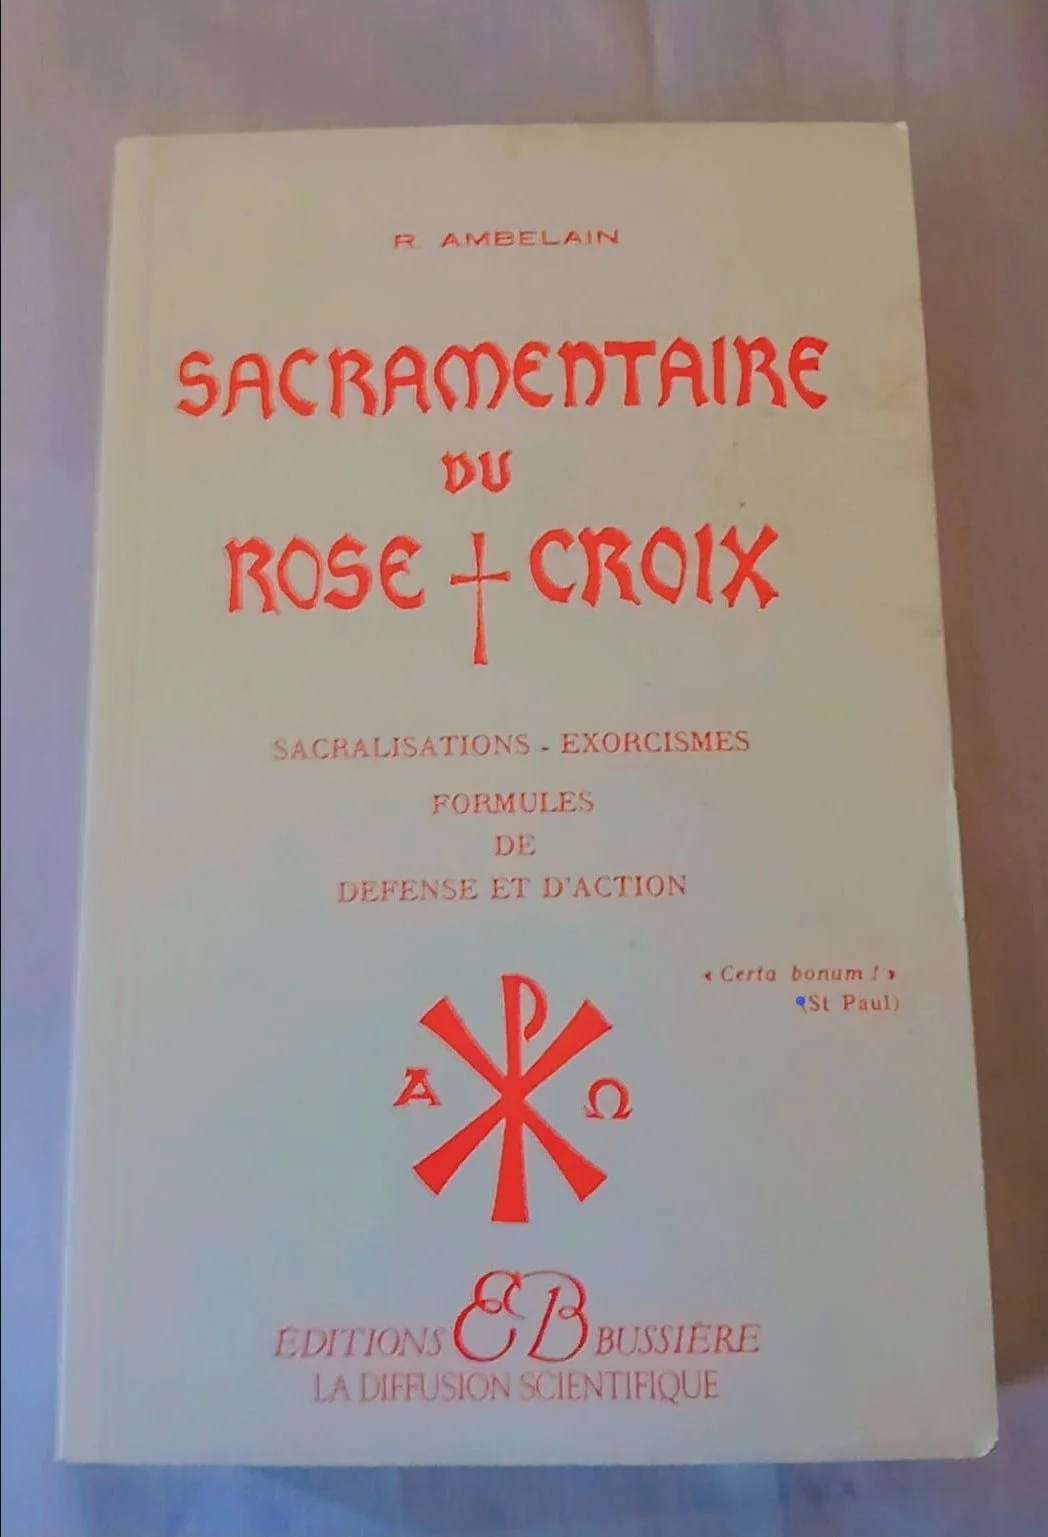 R. AMBELAIN
SACRAMENTAIRE
DU
ROSE † CROIX
SACRALISATIONS - EXORCISMES
FORMULES
DE
DEFENSE ET D'ACTION
« Certa bonum ! »
(St Paul)
Α Ω
ÉDITIONS EB BUSSIÈRE
LA DIFFUSION SCIENTIFIQUE